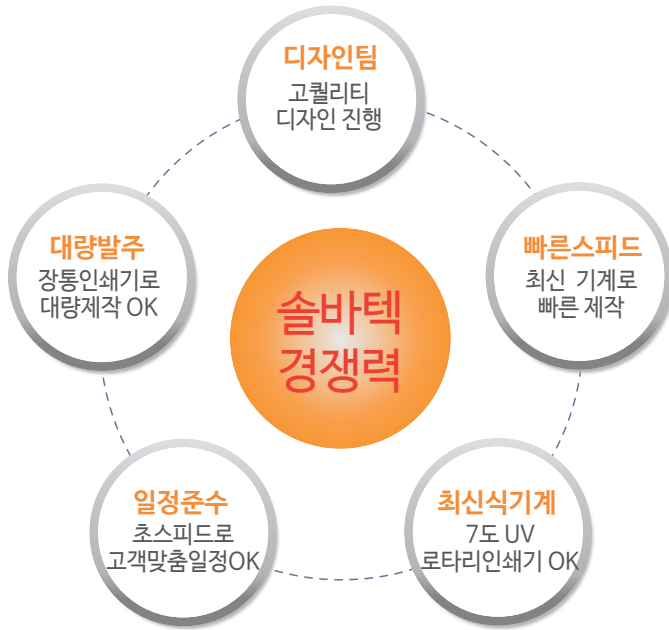 디자인팀
고퀄리티
디자인 진행
대량발주
장통인쇄기로
대량제작 OK
빠른스피드
최신 기계로
빠른 제작
솔바텍
경쟁력
일정준수
초스피드로
고객맞춤일정OK
최신식기계
7도 UV
로타리인쇄기 OK